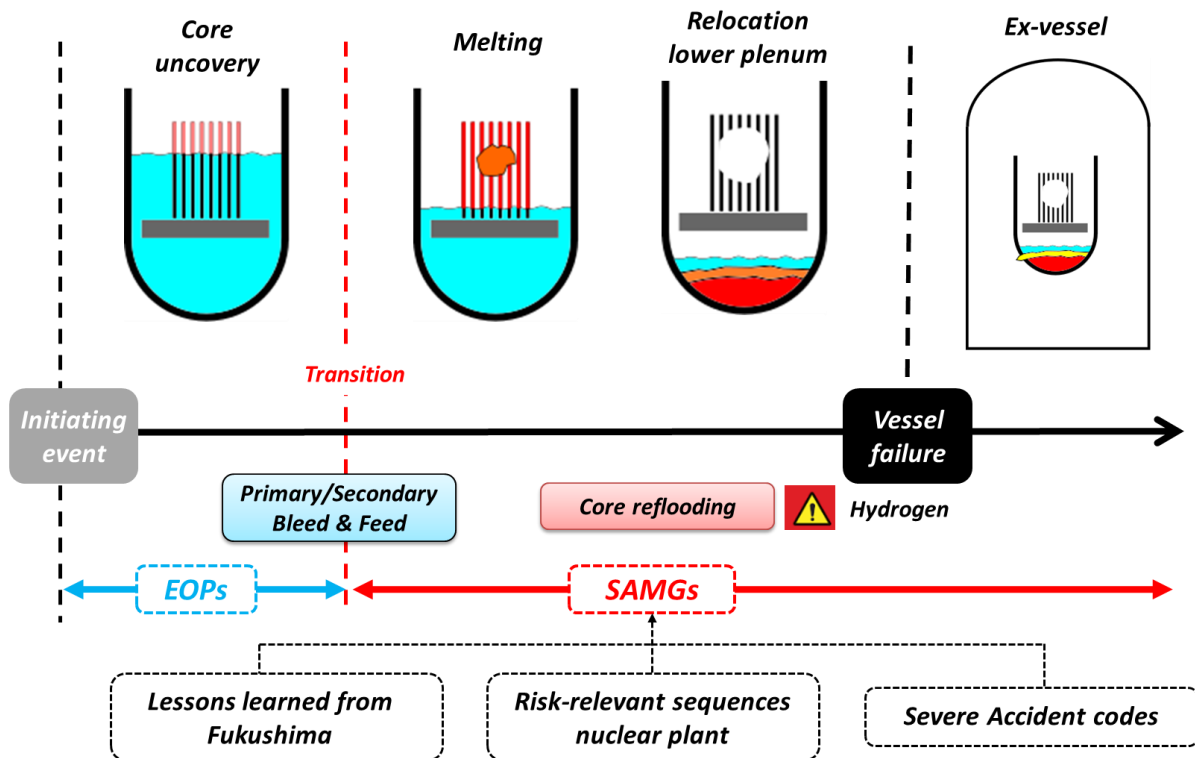 Core
uncovery
Melting
Relocation
lower plenum
Ex-vessel
Transition
Initiating
event
Vessel
failure
Primary/Secondary
Bleed & Feed
Core reflooding
Hydrogen
EOPs
SAMGs
Lessons learned from
Fukushima
Risk-relevant sequences
nuclear plant
Severe Accident codes